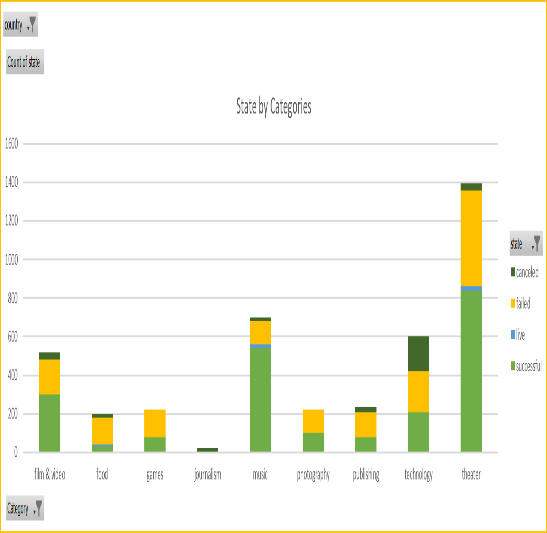 country
Count of state
State by Categories
1600
1400
1200
1000
800
600
400
200
0
film & video food games journalism music photography publishing technology theater
state
canceled
failed
live
successful
Category